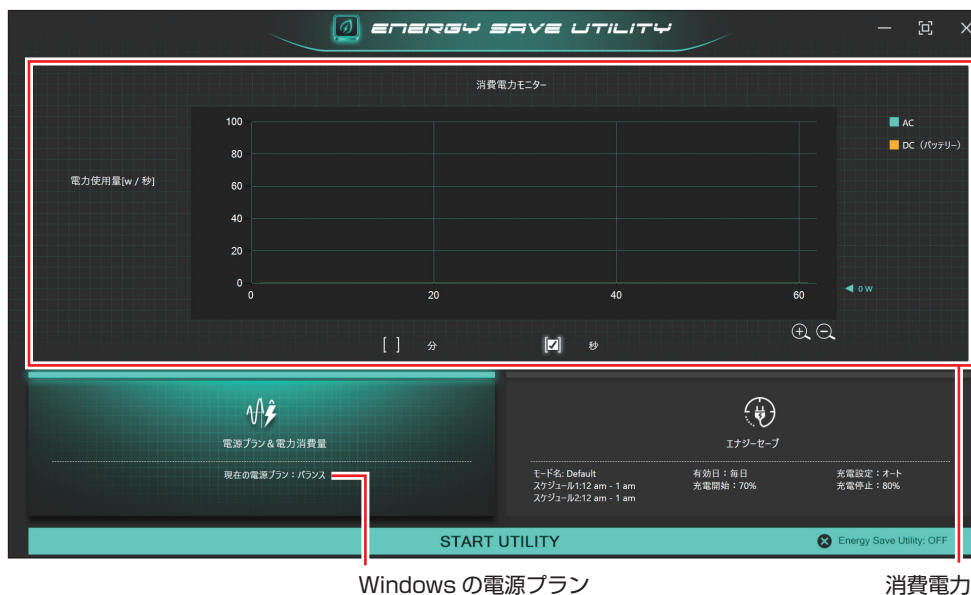 ENERGY SAVE UTILITY
消費電力モニター
100
80
60
40
20
0
電力使用量[w / 秒]
0 20 40 60
AC
DC（バッテリー）
0 W
[ ] 分 [✓] 秒
電源プラン＆電力消費量
現在の電源プラン：バランス
エナジーセーブ
モード名: Default 有効日：毎日 充電設定：オート
スケジュール1:12 am - 1 am 充電開始：70% 充電停止：80%
スケジュール2:12 am - 1 am
START UTILITY
Energy Save Utility: OFF
Windows の電源プラン
消費電力